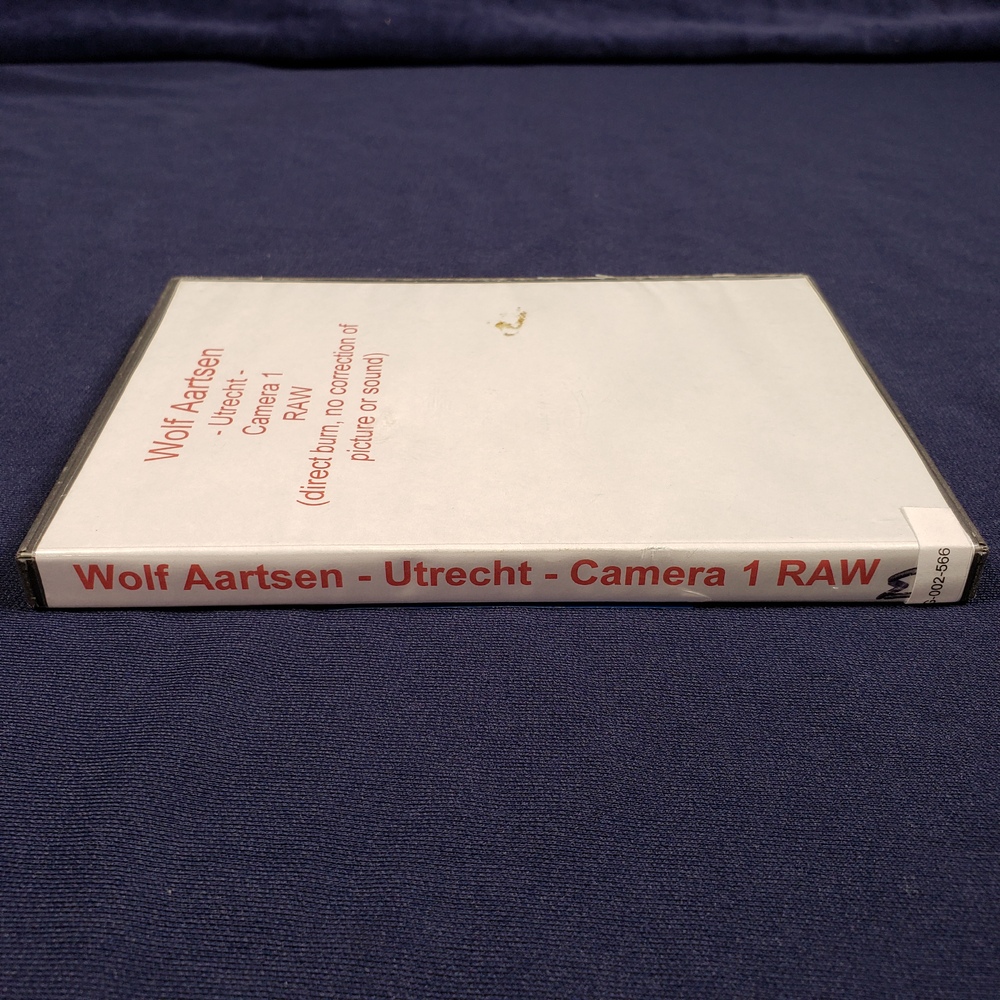 Wolf Aartsen
- Utrecht -
Camera 1
RAW
(direct burn, no correction of
picture or sound)
Wolf Aartsen - Utrecht - Camera 1 RAW
M
-002-566